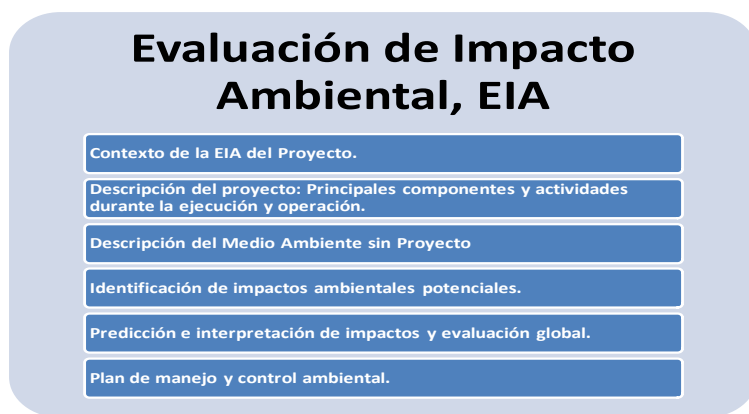 Evaluación de Impacto
Ambiental, EIA
Contexto de la EIA del Proyecto.
Descripción del proyecto: Principales componentes y actividades
durante la ejecución y operación.
Descripción del Medio Ambiente sin Proyecto
Identificación de impactos ambientales potenciales.
Predicción e interpretación de impactos y evaluación global.
Plan de manejo y control ambiental.